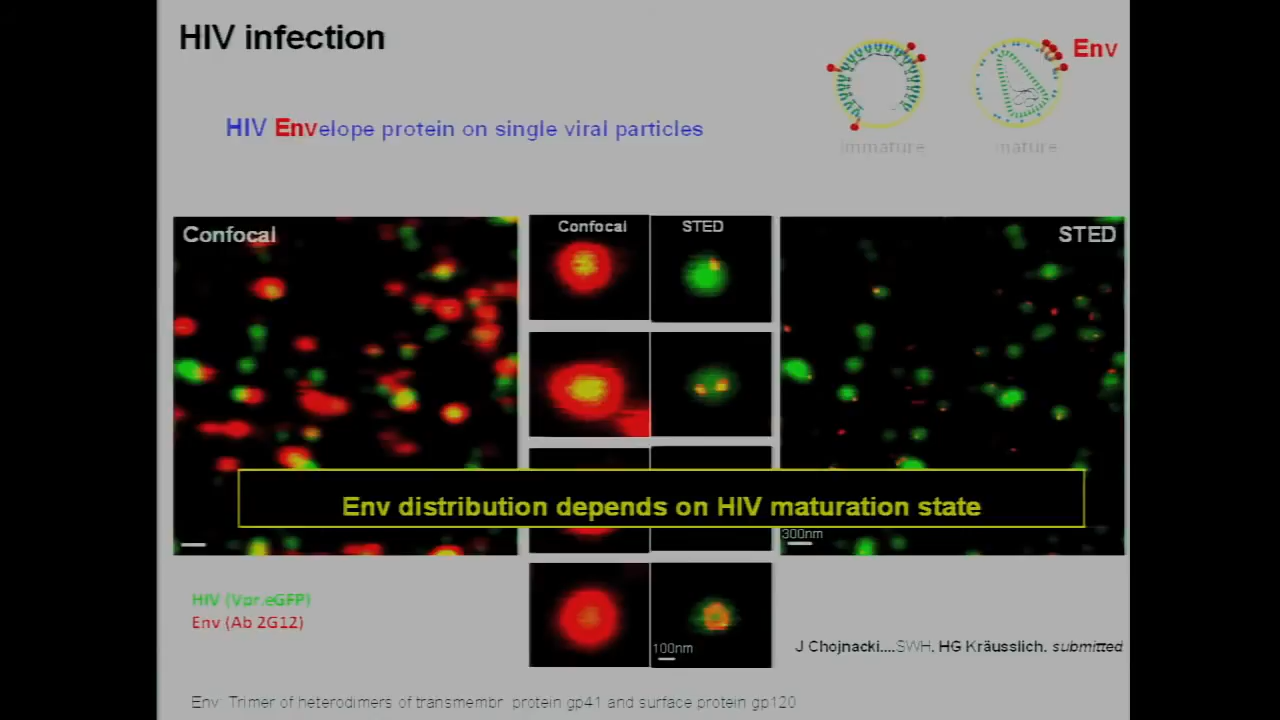 HIV infection
Env
HIV Envelope protein on single viral particles
immature
mature
Confocal
Confocal
STED
STED
Env distribution depends on HIV maturation state
300nm
HIV (Vpr.eGFP)
Env (Ab 2G12)
100nm
J Chojnacki....SWH, HG Kräusslich, submitted
Env: Trimer of heterodimers of transmembr. protein gp41 and surface protein gp120